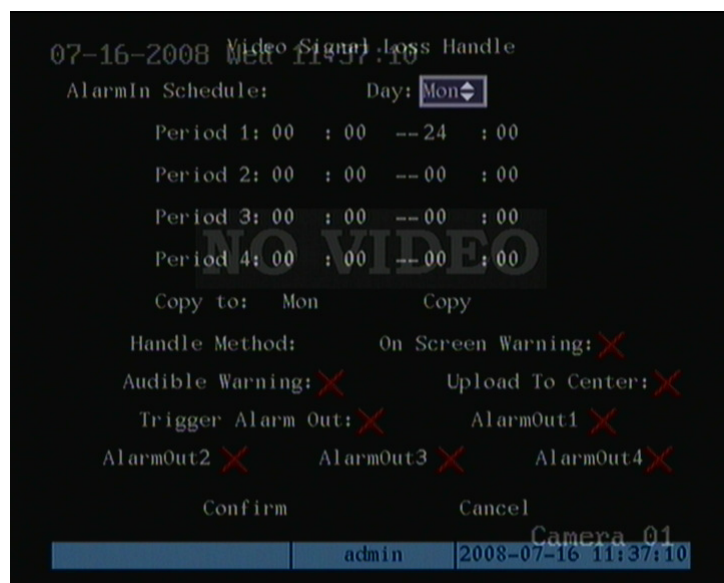 Video Signal Loss Handle
07-16-2008 Wed 11:37:10
AlarmIn Schedule: Day: Mon
Period 1: 00 : 00 -- 24 : 00
Period 2: 00 : 00 -- 00 : 00
Period 3: 00 : 00 -- 00 : 00
NO VIDEO
Period 4: 00 : 00 -- 00 : 00
Copy to: Mon Copy
Handle Method: On Screen Warning:
Audible Warning: Upload To Center:
Trigger Alarm Out: AlarmOut1
AlarmOut2 AlarmOut3 AlarmOut4
Confirm Cancel
Camera 01
admin 2008-07-16 11:37:10